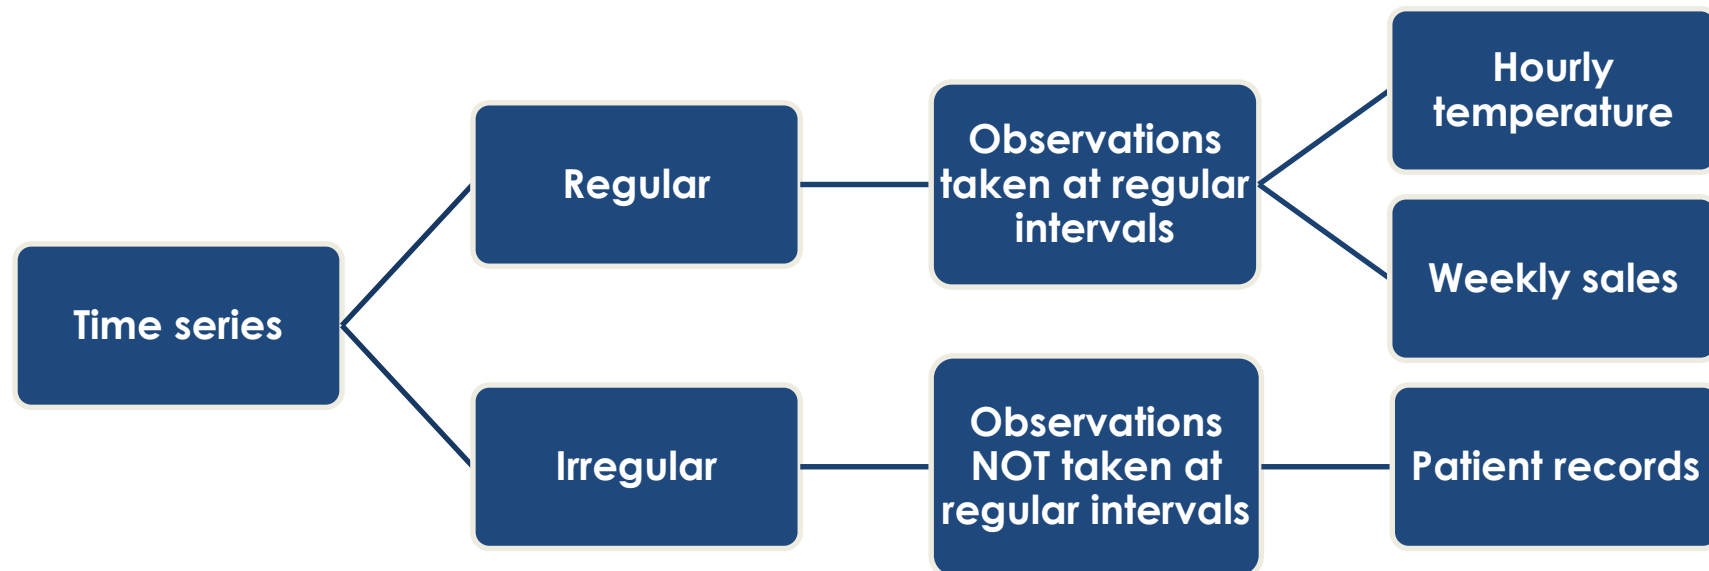 Time series
Regular
Observations
taken at regular
intervals
Hourly
temperature
Weekly sales
Irregular
Observations
NOT taken at
regular intervals
Patient records